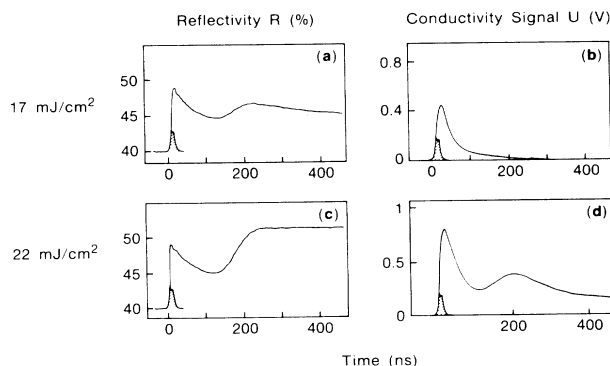 Reflectivity R (%)
Conductivity Signal U (V)
17 mJ/cm²
(a)
50
45
40
0
200
400
(b)
0.8
0.4
0
0
200
400
22 mJ/cm²
(c)
50
45
40
0
200
400
(d)
1
0.5
0
200
400
Time (ns)